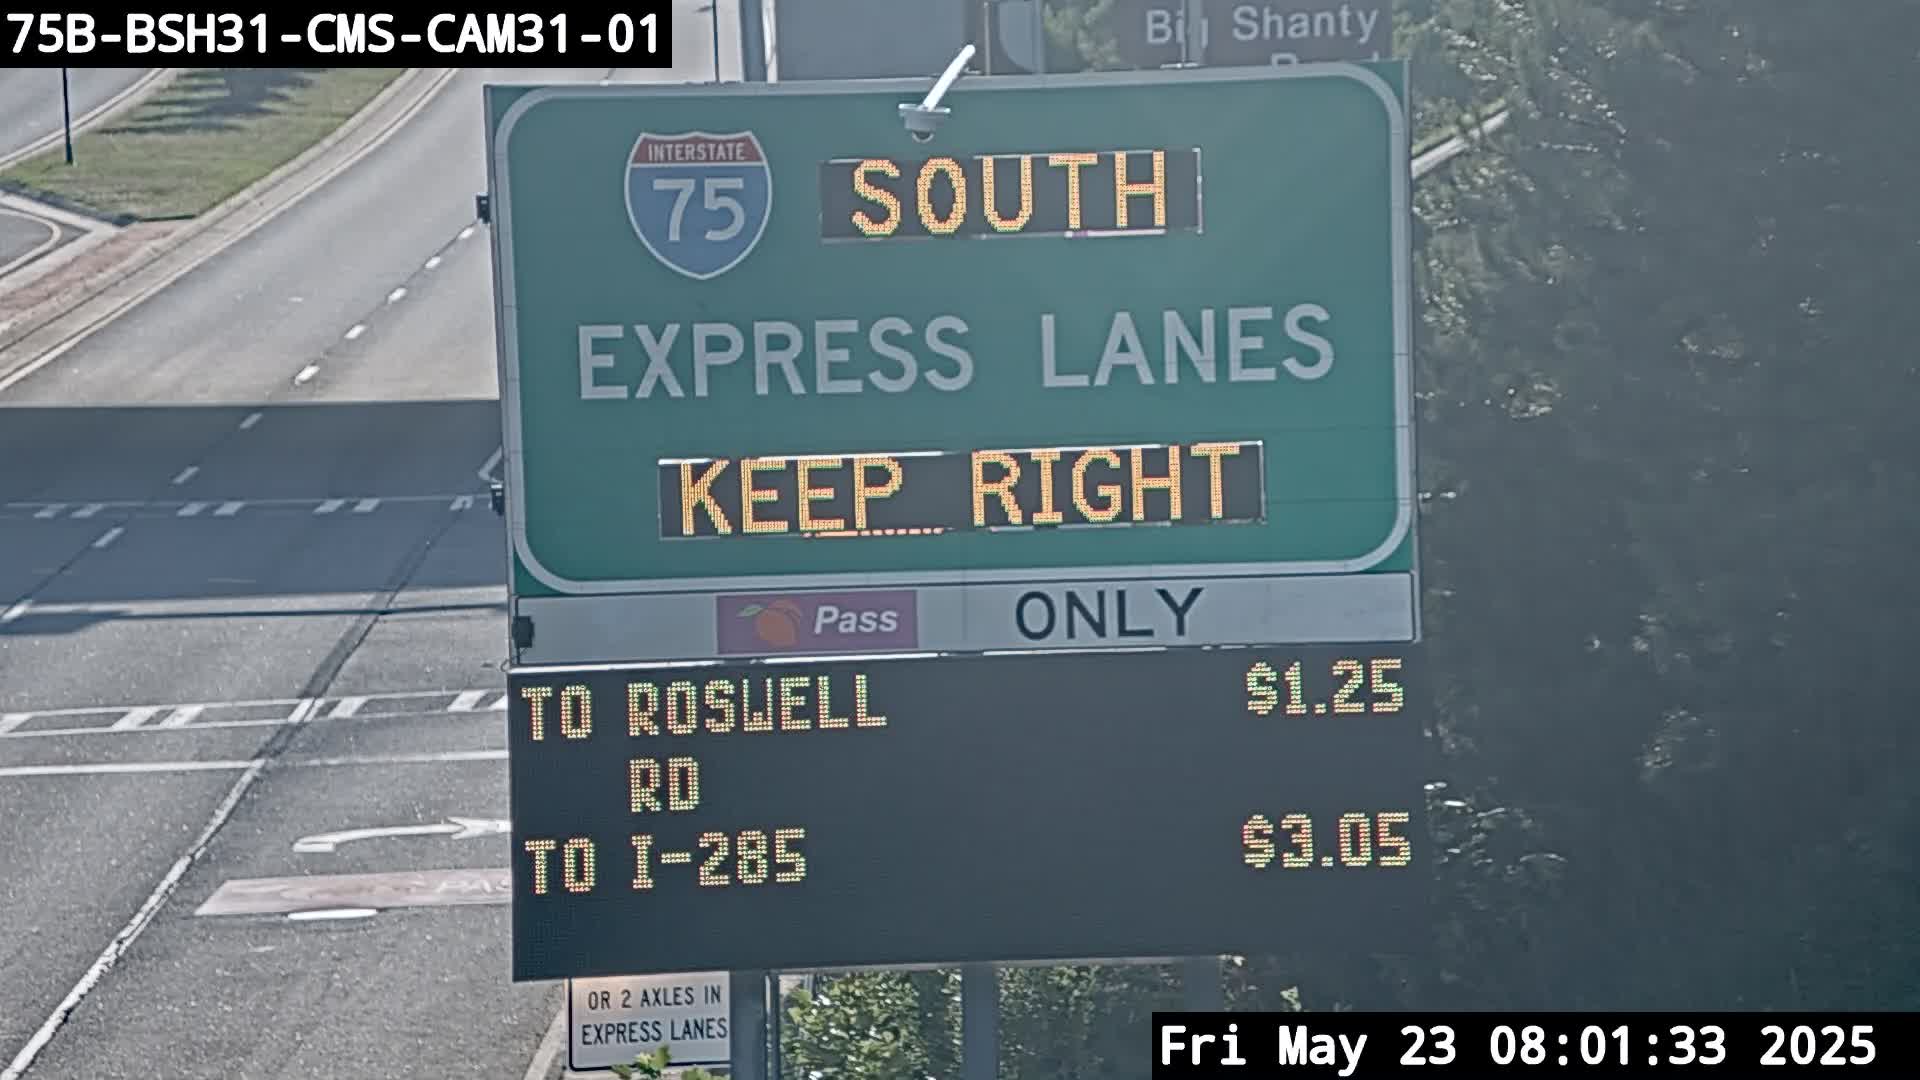 75B-BSH31-CMS-CAM31-01
Big Shanty
INTERSTATE
75
SOUTH
EXPRESS LANES
KEEP RIGHT
Pass ONLY
TO ROSWELL $1.25
RD
TO I-285 $3.05
OR 2 AXLES IN
EXPRESS LANES
Fri May 23 08:01:33 2025